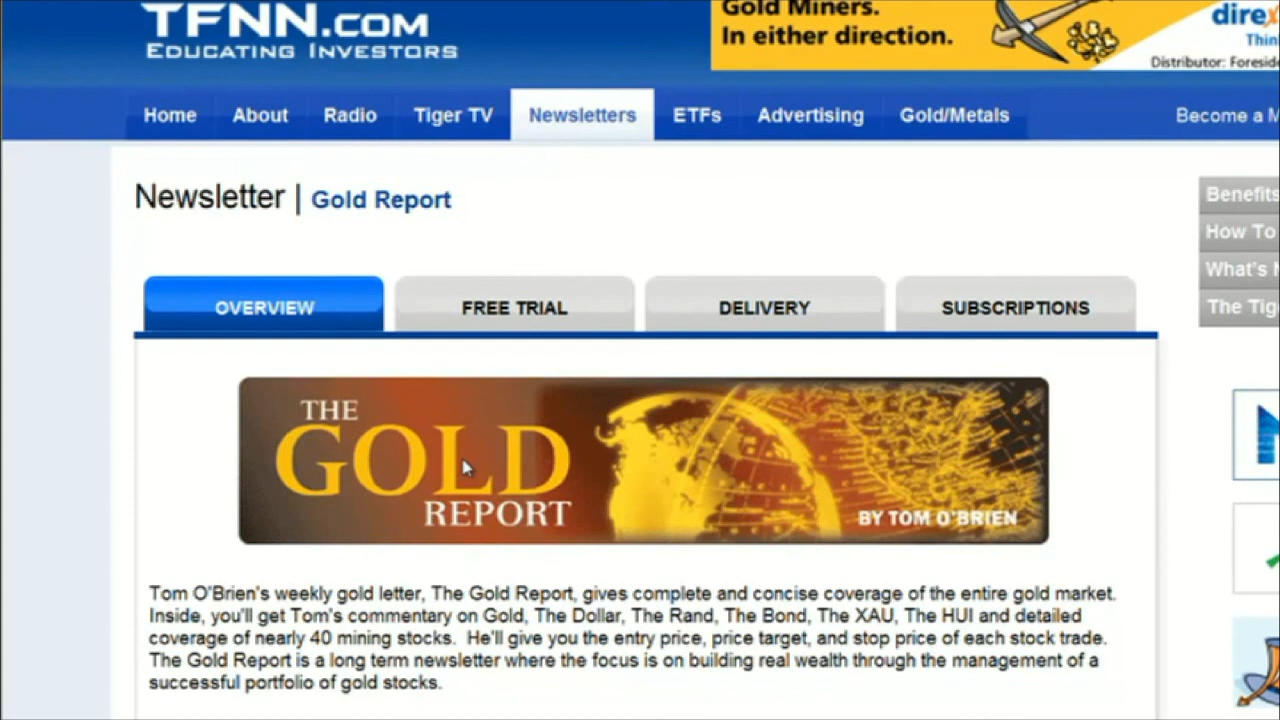 TFNN.COM
EDUCATING INVESTORS
Gold Miners.
In either direction.
Distributor:
Home About Radio Tiger TV Newsletters ETFs Advertising Gold/Metals Become a
Newsletter | Gold Report
Benefits
How To
What's
The
OVERVIEW FREE TRIAL DELIVERY SUBSCRIPTIONS
THE
GOLD
REPORT
BY TOM O'BRIEN
Tom O'Brien's weekly gold letter, The Gold Report, gives complete and concise coverage of the entire gold market.
Inside, you'll get Tom's commentary on Gold, The Dollar, The Rand, The Bond, The XAU, The HUI and detailed
coverage of nearly 40 mining stocks. He'll give you the entry price, price target, and stop price of each stock trade.
The Gold Report is a long term newsletter where the focus is on building real wealth through the management of a
successful portfolio of gold stocks.